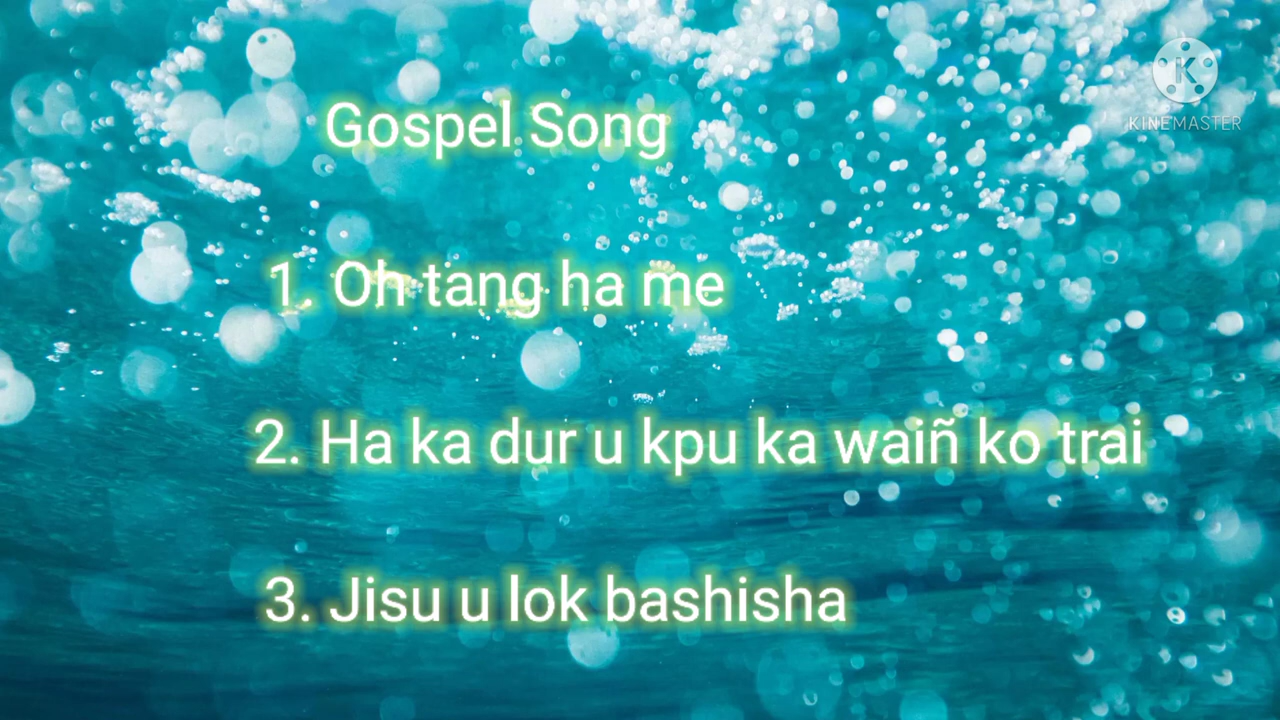 KINEMASTER
Gospel Song
1. Oh tang ha me
2. Ha ka dur u kpu ka waiñ ko trai
3. Jisu u lok bashisha